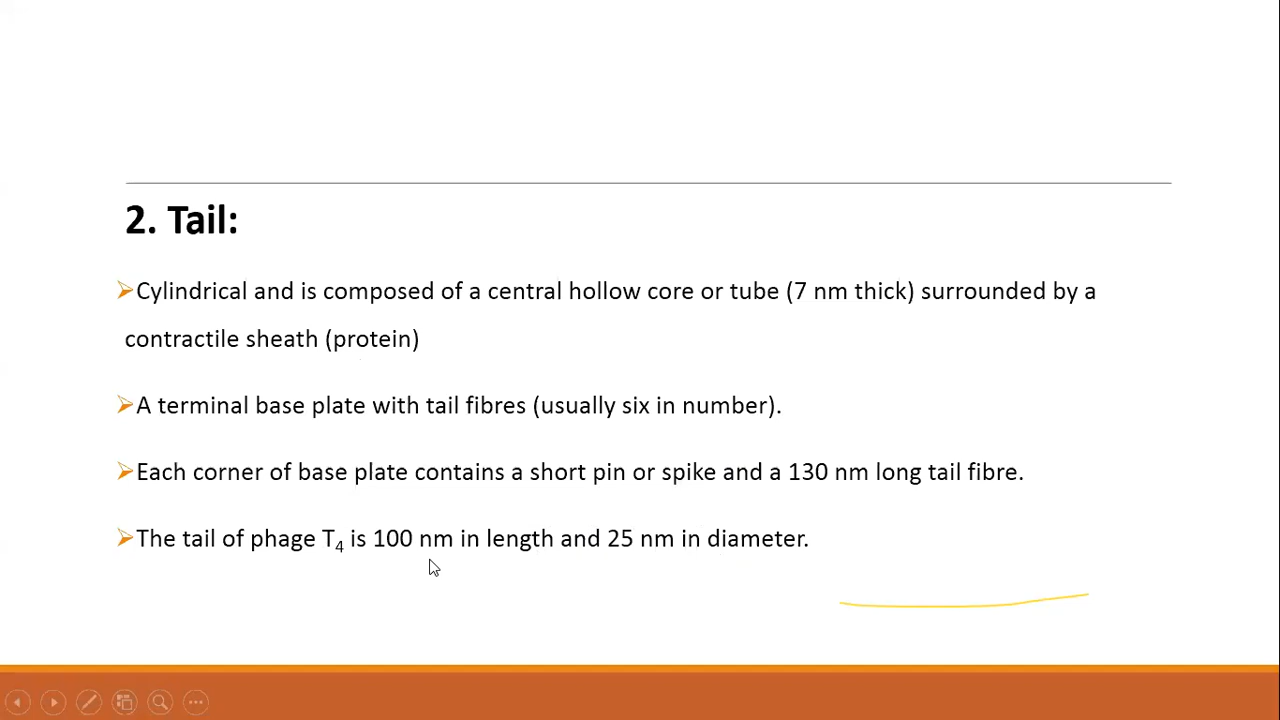 2. Tail:
➢Cylindrical and is composed of a central hollow core or tube (7 nm thick) surrounded by a
contractile sheath (protein)
➢A terminal base plate with tail fibres (usually six in number).
➢Each corner of base plate contains a short pin or spike and a 130 nm long tail fibre.
➢The tail of phage T₄ is 100 nm in length and 25 nm in diameter.